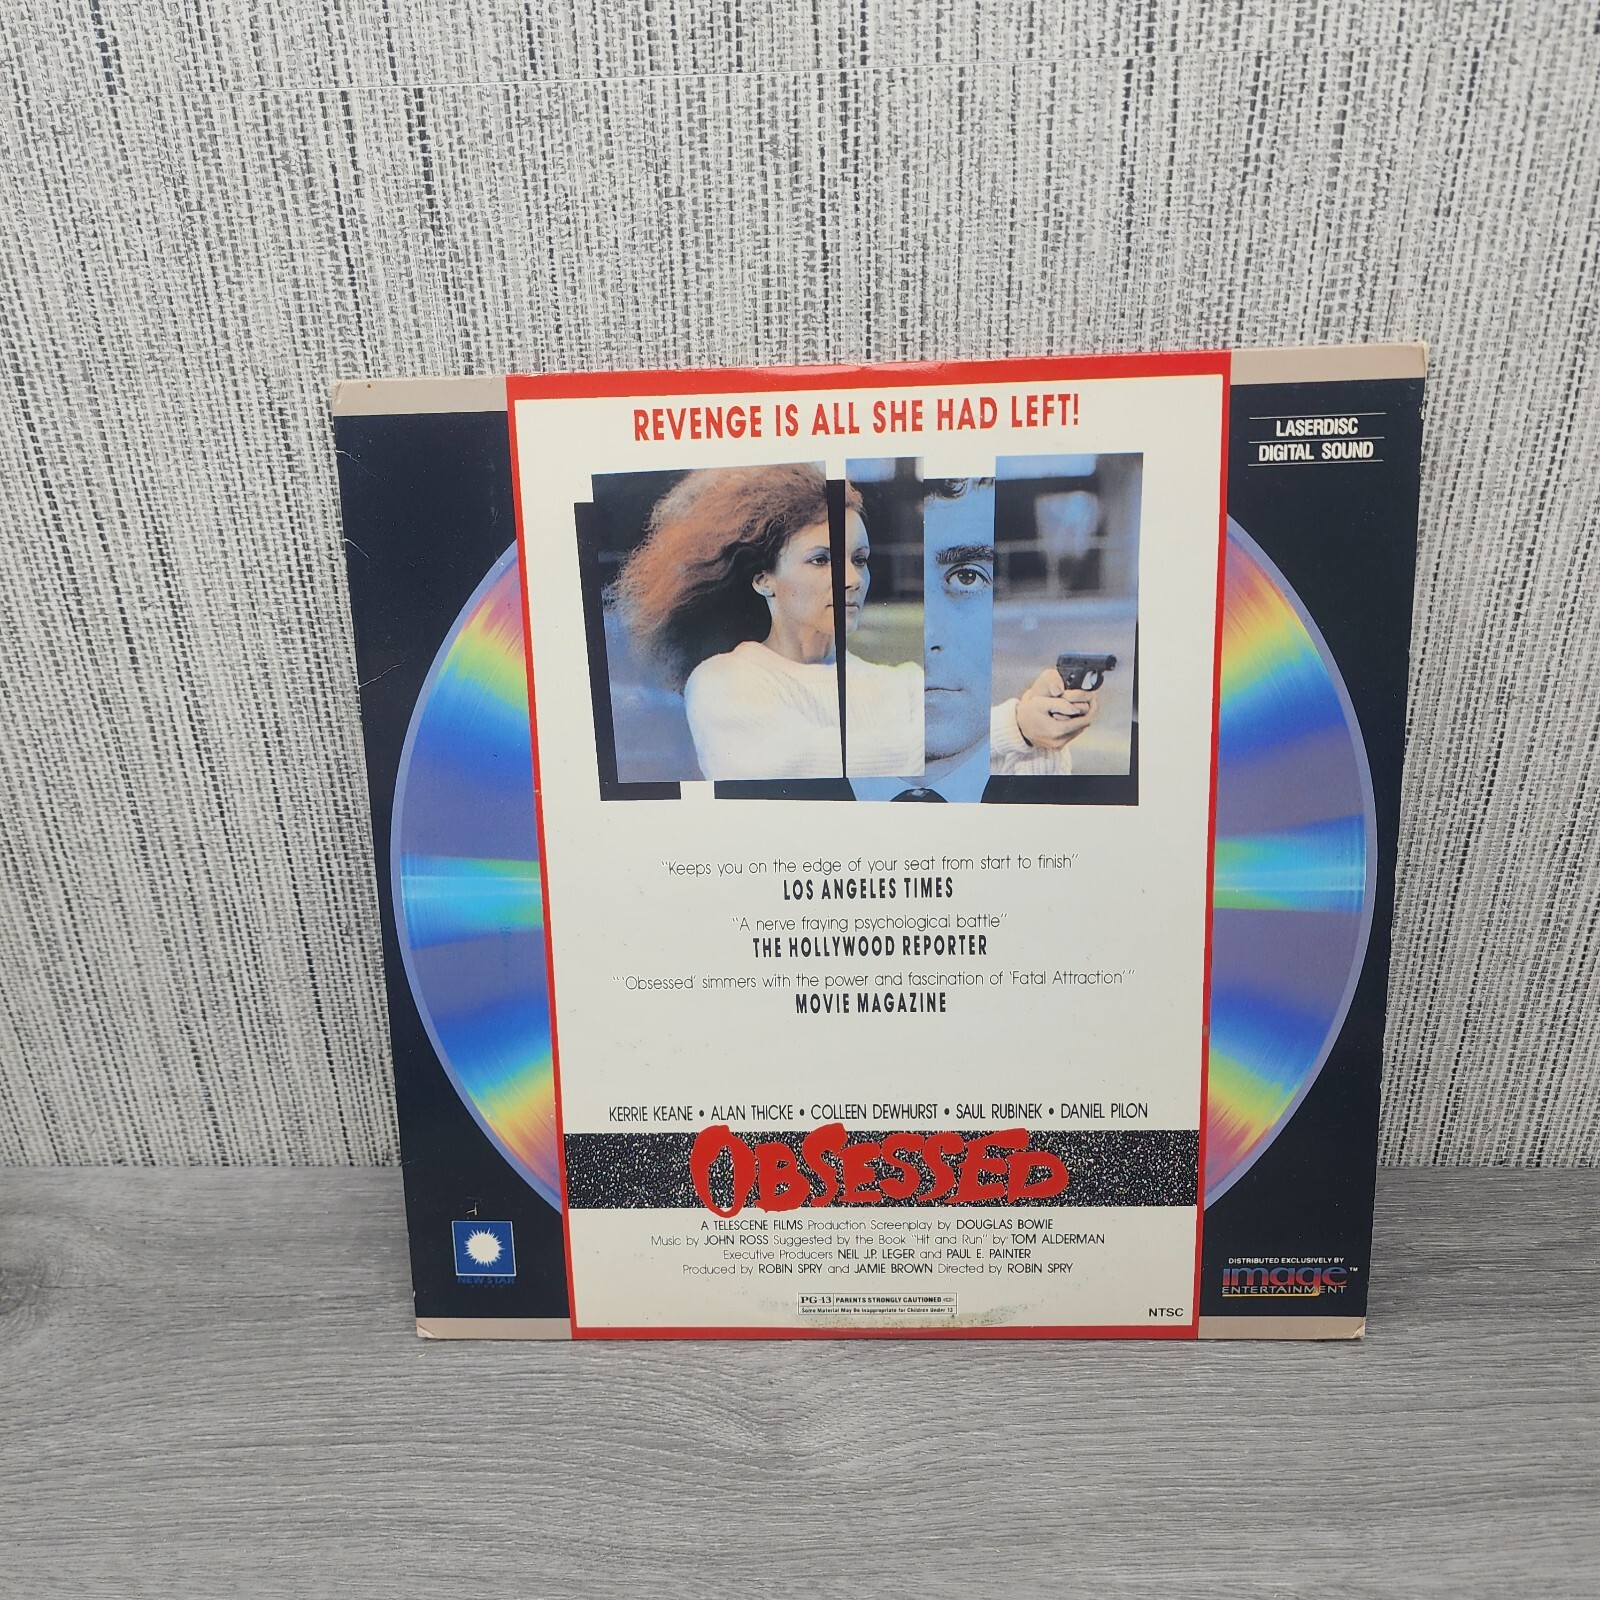 REVENGE IS ALL SHE HAD LEFT!
LASERDISC
DIGITAL SOUND
"Keeps you on the edge of your seat from start to finish"
LOS ANGELES TIMES
"A nerve fraying psychological battle"
THE HOLLYWOOD REPORTER
"'Obsessed' simmers with the power and fascination of 'Fatal Attraction'"
MOVIE MAGAZINE
KERRIE KEANE • ALAN THICKE • COLLEEN DEWHURST • SAUL RUBINEK • DANIEL PILON
OBSESSED
A TELESCENE FILMS Production Screenplay by DOUGLAS BOWIE
Music by JOHN ROSS Suggested by the Book "Hit and Run" by TOM ALDERMAN
Executive Producers NEIL J.P. LEGER and PAUL E. PAINTER
Produced by ROBIN SPRY and JAMIE BROWN Directed by ROBIN SPRY
PG-13 PARENTS STRONGLY CAUTIONED
Some Material May Be Inappropriate for Children Under 13
NTSC
NEW STAR
DISTRIBUTED EXCLUSIVELY BY
image™
ENTERTAINMENT